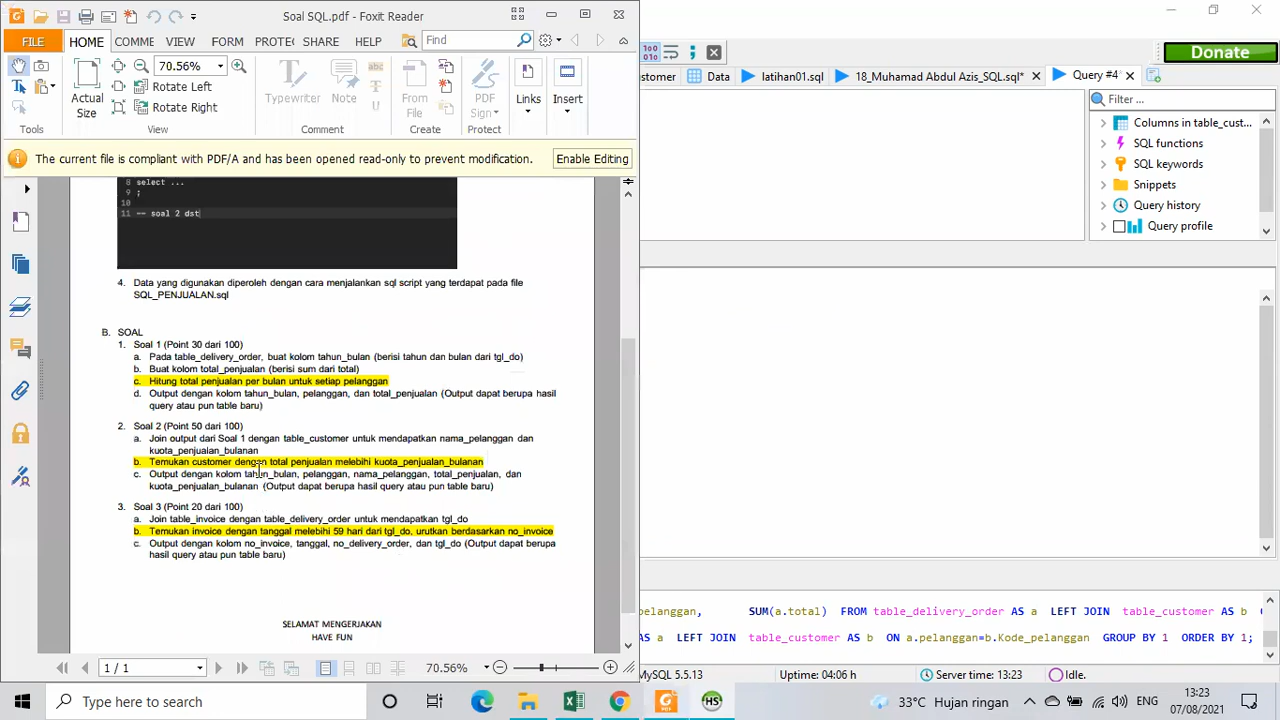 Soal SQL.pdf - Foxit Reader
FILE HOME COMME VIEW FORM PROTEC SHARE HELP Find
70.56%
Rotate Left
Rotate Right
Actual Size
Typewriter
Note
From File
PDF Sign
Links
Insert
Tools View Comment Create Protect
The current file is compliant with PDF/A and has been opened read-only to prevent modification. Enable Editing
8 select ...
9 ;
10
11 -- soal 2 dst
4. Data yang digunakan diperoleh dengan cara menjalankan sql script yang terdapat pada file
SQL_PENJUALAN.sql
B. SOAL
1. Soal 1 (Point 30 dari 100)
a. Pada table_delivery_order, buat kolom tahun_bulan (berisi tahun dan bulan dari tgl_do)
b. Buat kolom total_penjualan (berisi sum dari total)
c. Hitung total penjualan per bulan untuk setiap pelanggan
d. Output dengan kolom tahun_bulan, pelanggan, dan total_penjualan (Output dapat berupa hasil
query atau pun table baru)
2. Soal 2 (Point 50 dari 100)
a. Join output dari Soal 1 dengan table_customer untuk mendapatkan nama_pelanggan dan
kuota_penjualan_bulanan
b. Temukan customer dengan total penjualan melebihi kuota_penjualan_bulanan
c. Output dengan kolom tahun_bulan, pelanggan, nama_pelanggan, total_penjualan, dan
kuota_penjualan_bulanan (Output dapat berupa hasil query atau pun table baru)
3. Soal 3 (Point 20 dari 100)
a. Join table_invoice dengan table_delivery_order untuk mendapatkan tgl_do
b. Temukan invoice dengan tanggal melebihi 59 hari dari tgl_do, urutkan berdasarkan no_invoice
c. Output dengan kolom no_invoice, tanggal, no_delivery_order, dan tgl_do (Output dapat berupa
hasil query atau pun table baru)
SELAMAT MENGERJAKAN
HAVE FUN
1 / 1 70.56%
Donate
stomer Data latihan01.sql 18_Muhamad Abdul Azis_SQL.sql* Query #4
Filter ...
Columns in table_cust...
SQL functions
SQL keywords
Snippets
Query history
Query profile
pelanggan, SUM(a.total) FROM table_delivery_order AS a LEFT JOIN table_customer AS b
AS a LEFT JOIN table_customer AS b ON a.pelanggan=b.Kode_pelanggan GROUP BY 1 ORDER BY 1;
MySQL 5.5.13 Uptime: 04:06 h Server time: 13:23 Idle.
Type here to search
33°C Hujan ringan ENG 13:23
07/08/2021